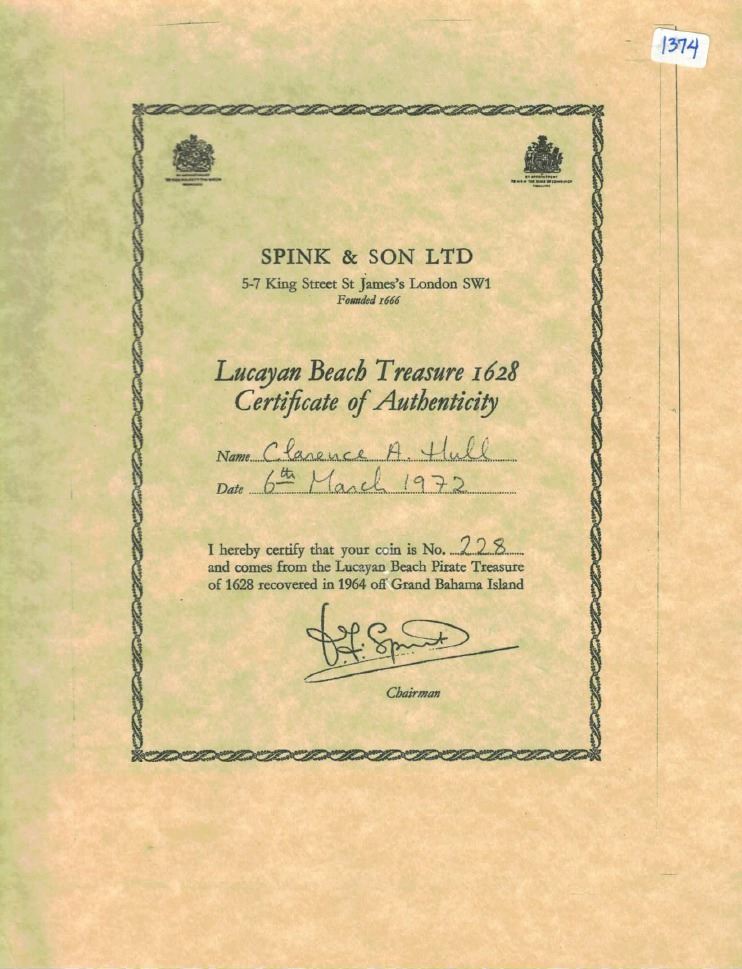 1374
SPINK & SON LTD
5-7 King Street St James's London SW1
Founded 1666
Lucayan Beach Treasure 1628
Certificate of Authenticity
Name Clarence A. Hull
Date 6th March 1972
I hereby certify that your coin is No. 228
and comes from the Lucayan Beach Pirate Treasure
of 1628 recovered in 1964 off Grand Bahama Island
Chairman